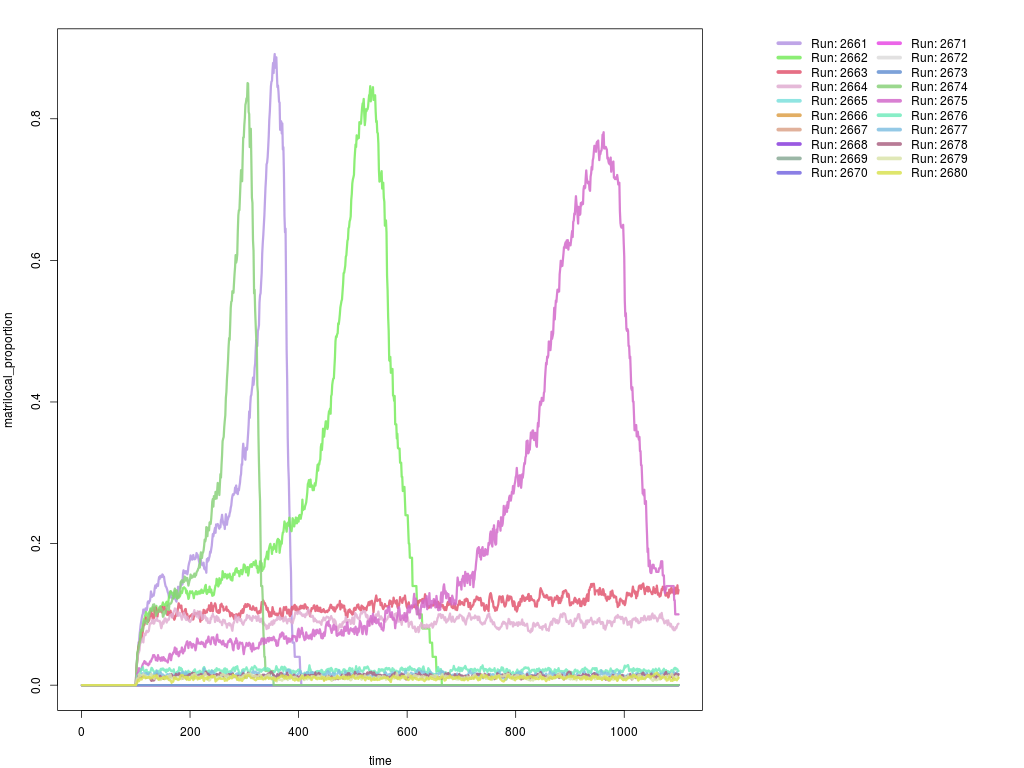 matrilocal_proportion
0.8
0.6
0.4
0.2
0.0
0 200 400 600 800 1000
time
Run: 2661 Run: 2671
Run: 2662 Run: 2672
Run: 2663 Run: 2673
Run: 2664 Run: 2674
Run: 2665 Run: 2675
Run: 2666 Run: 2676
Run: 2667 Run: 2677
Run: 2668 Run: 2678
Run: 2669 Run: 2679
Run: 2670 Run: 2680